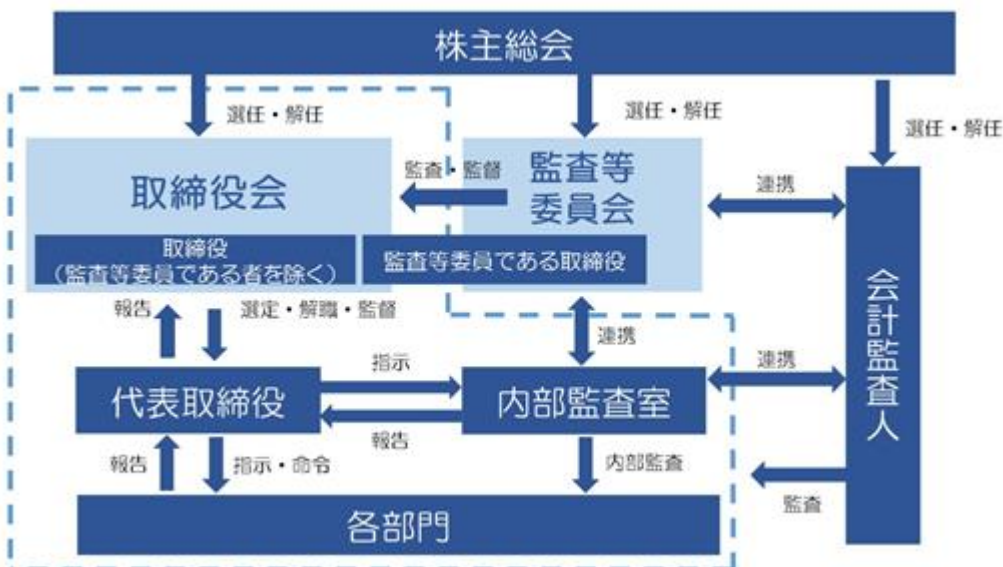 株主総会
選任・解任
選任・解任
選任・解任
取締役会
監査・監督
監査等
委員会
連携
取締役
(監査等委員である者を除く)
監査等委員である取締役
会計監査人
報告
選定・解職・監督
連携
指示
連携
代表取締役
内部監査室
報告
報告
指示・命令
内部監査
監査
各部門